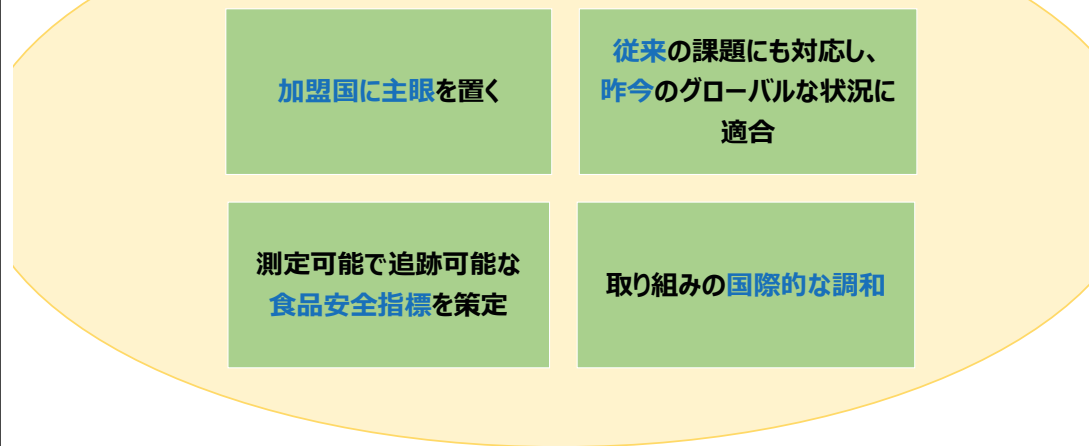 加盟国に主眼を置く
従来の課題にも対応し、
昨今のグローバルな状況に
適合
測定可能で追跡可能な
食品安全指標を策定
取り組みの国際的な調和